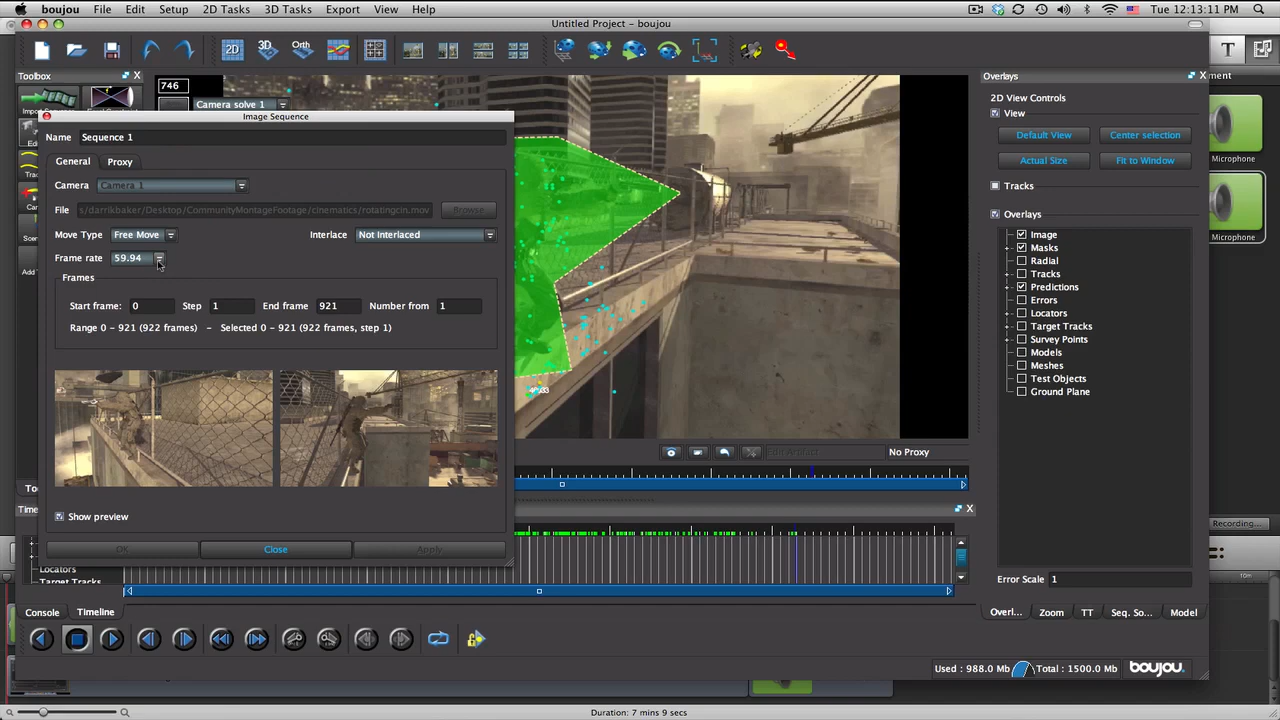 boujou File Edit Setup 2D Tasks 3D Tasks Export View Help Tue 12:13:11 PM
Untitled Project - boujou
2D 3D Orth
Toolbox
746
Camera solve 1
Image Sequence
Name Sequence 1
General Proxy
Camera Camera 1
File s/darrikbaker/Desktop/CommunityMontageFootage/cinematics/rotatingcin.mov Browse
Move Type Free Move Interlace Not Interlaced
Frame rate 59.94
Frames
Start frame: 0 Step 1 End frame 921 Number from 1
Range 0 - 921 (922 frames) - Selected 0 - 921 (922 frames, step 1)
Show preview
OK Close Apply
Edit Artifact No Proxy
Locators
Target Tracks
Console Timeline
Overlays
2D View Controls
View
Default View Center selection
Actual Size Fit to Window
Tracks
Overlays
Image
Masks
Radial
Tracks
Predictions
Errors
Locators
Target Tracks
Survey Points
Models
Meshes
Test Objects
Ground Plane
Error Scale 1
Overl... Zoom TT Seq. So... Model
Used : 988.0 Mb Total : 1500.0 Mb boujou
T
ment
Microphone
Microphone
Recording...
10m
Duration: 7 mins 9 secs